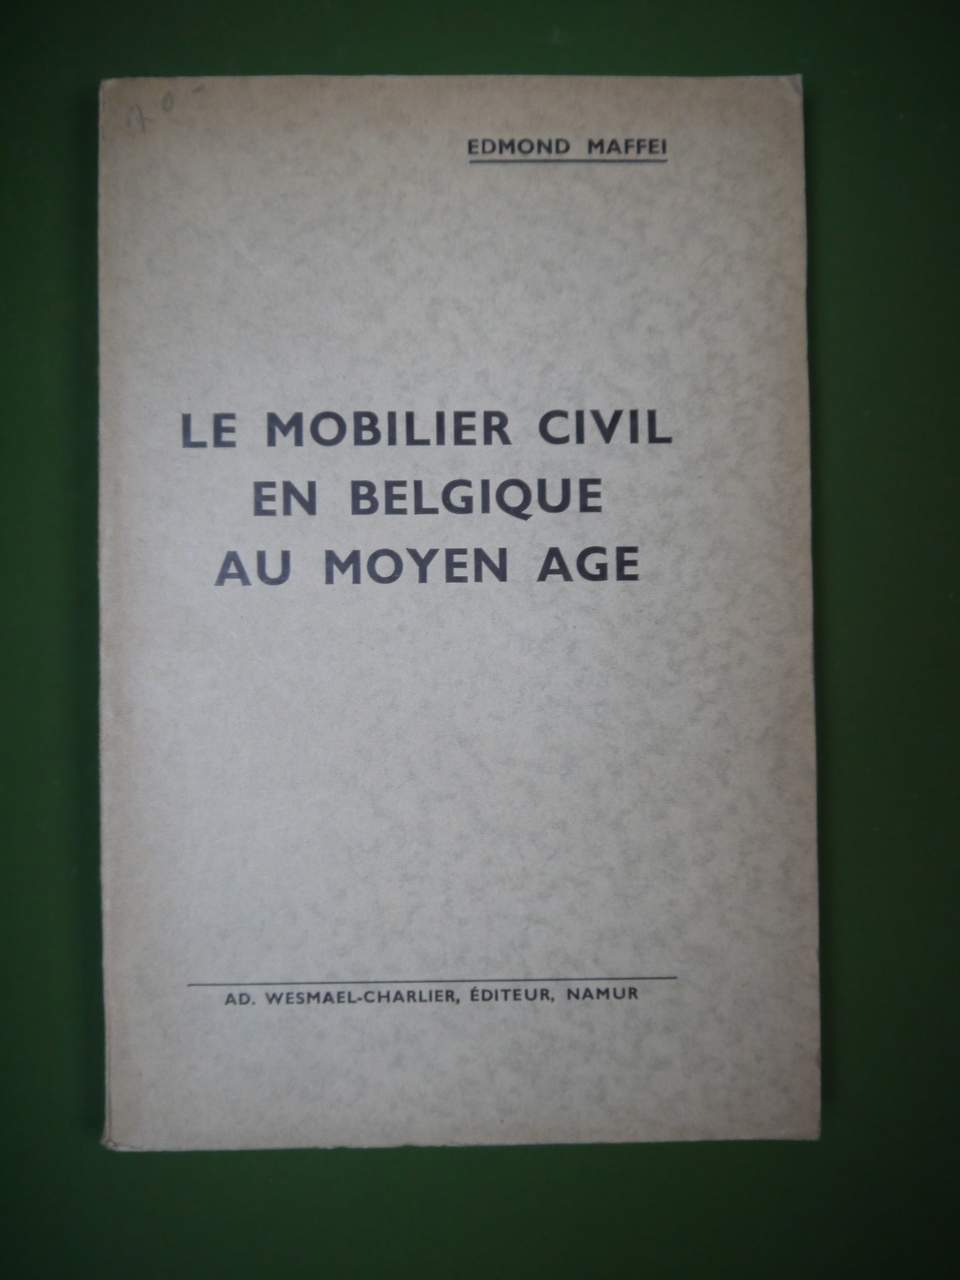 EDMOND MAFFEI
LE MOBILIER CIVIL
EN BELGIQUE
AU MOYEN AGE
AD. WESMAEL-CHARLIER, ÉDITEUR, NAMUR